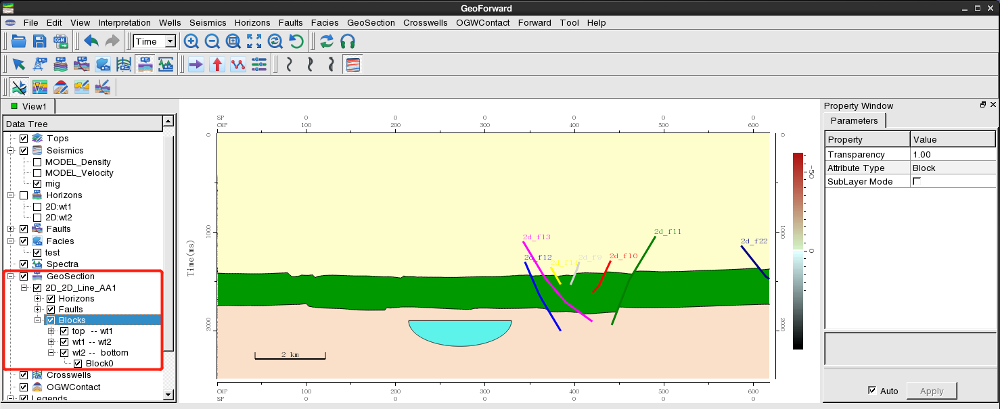 GeoForward
File Edit View Interpretation Wells Seismics Horizons Faults Facies GeoSection Crosswells OGWContact Forward Tool Help
CGM
Time
View1
Data Tree
Tops
Seismics
MODEL_Density
MODEL_Velocity
mig
Horizons
2D:wt1
2D:wt2
Faults
Facies
test
Spectra
GeoSection
2D_2D_Line_AA1
Horizons
Faults
Blocks
top -- wt1
wt1 -- wt2
wt2 -- bottom
Block0
Crosswells
OGWContact
Legends
SP 0 0 0 0 0 0
CMP 100 200 300 400 500 600
0 0
1000 1000
2000 2000
Time(ms)
2d_f13
2d_f12
2d_f9
2d_f10
2d_f11
2d_f22
2 km
CMP 100 200 300 400 500 600
SP 0 0 0 0 0 0
-50
0
Property Window
Parameters
Property Value
Transparency 1.00
Attribute Type Block
SubLayer Mode
Auto Apply